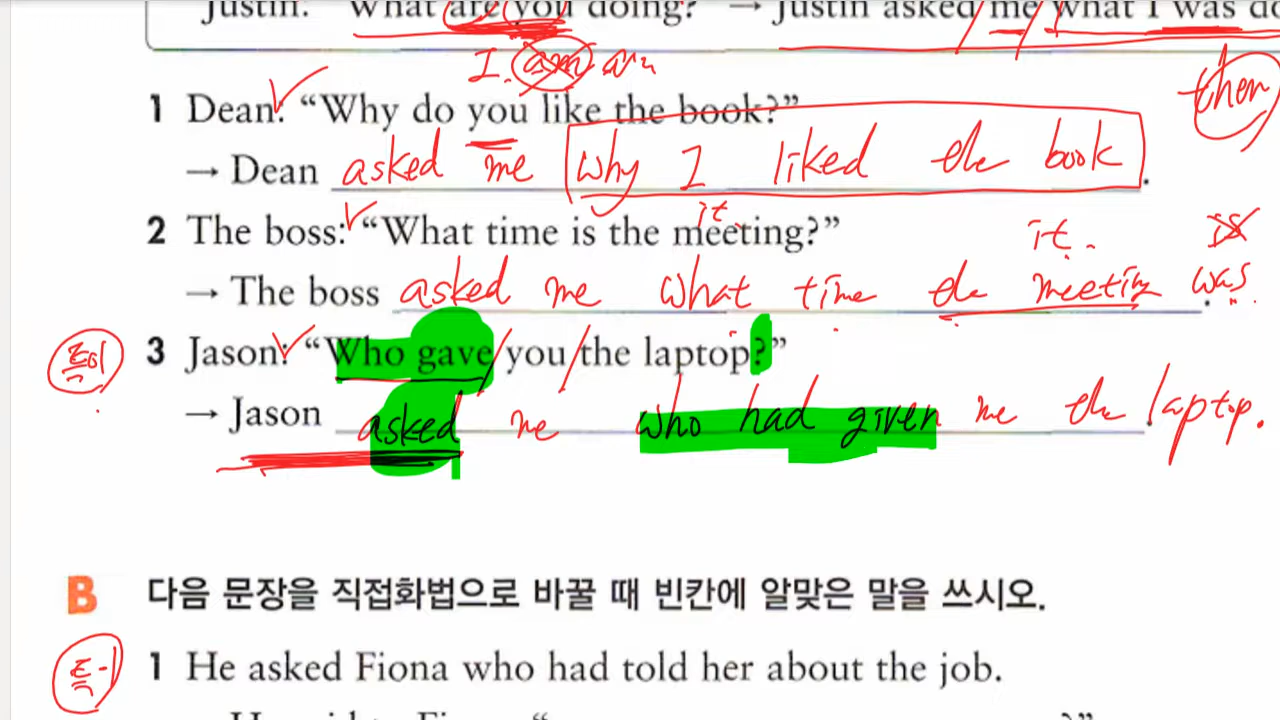 Justin: "What are you doing?" → Justin asked me what I was do
I am are
them
1 Dean: "Why do you like the book?"
→ Dean asked me why I liked the book.
it it. is
2 The boss: "What time is the meeting?"
→ The boss asked me what time the meeting was.
3 Jason: "Who gave you the laptop?"
→ Jason asked me who had given me the laptop.
B 다음 문장을 직접화법으로 바꿀 때 빈칸에 알맞은 말을 쓰시오.
1 He asked Fiona who had told her about the job.